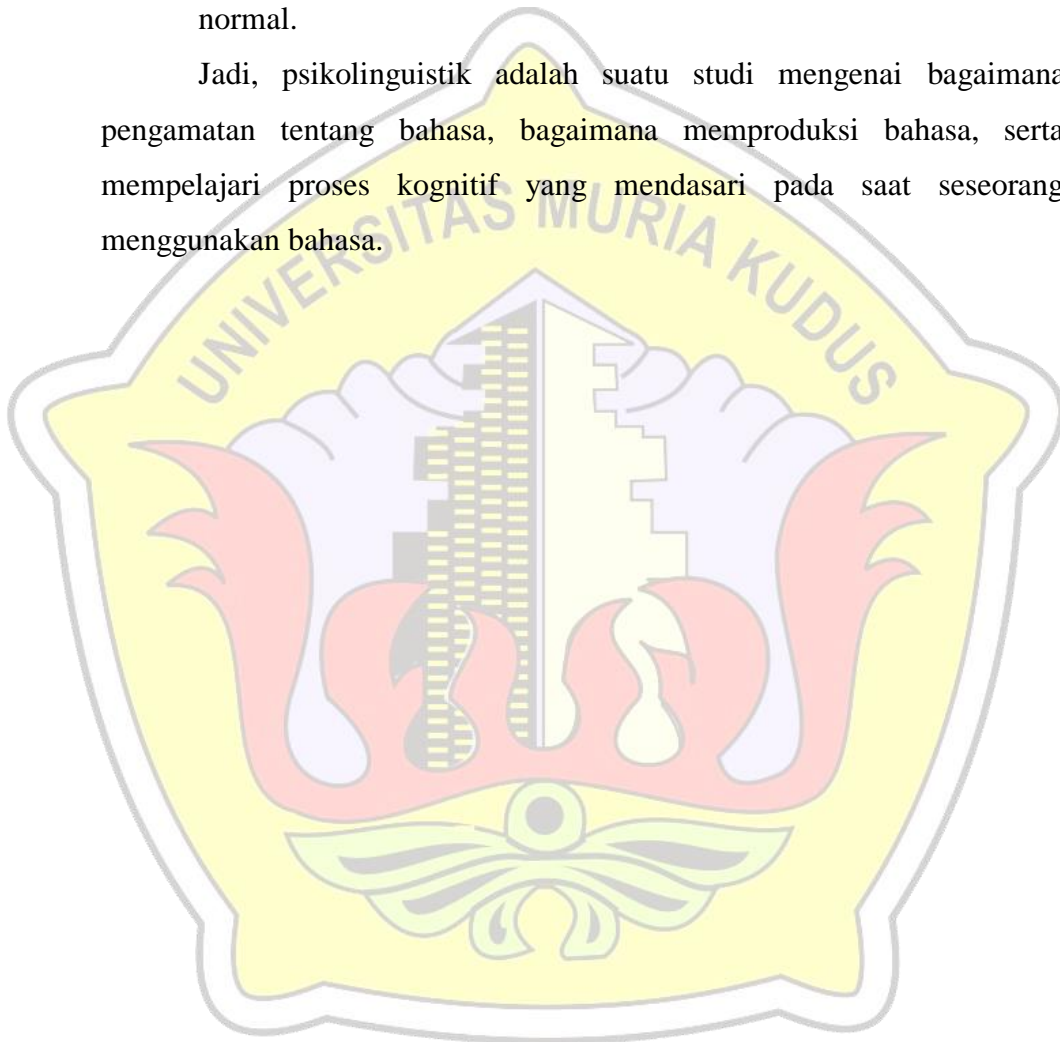 normal.
Jadi, psikolinguistik adalah suatu studi mengenai bagaimana
pengamatan tentang bahasa, bagaimana memproduksi bahasa, serta
mempelajari proses kognitif yang mendasari pada saat seseorang
menggunakan bahasa.
UNIVERSITAS MURIA KUDUS